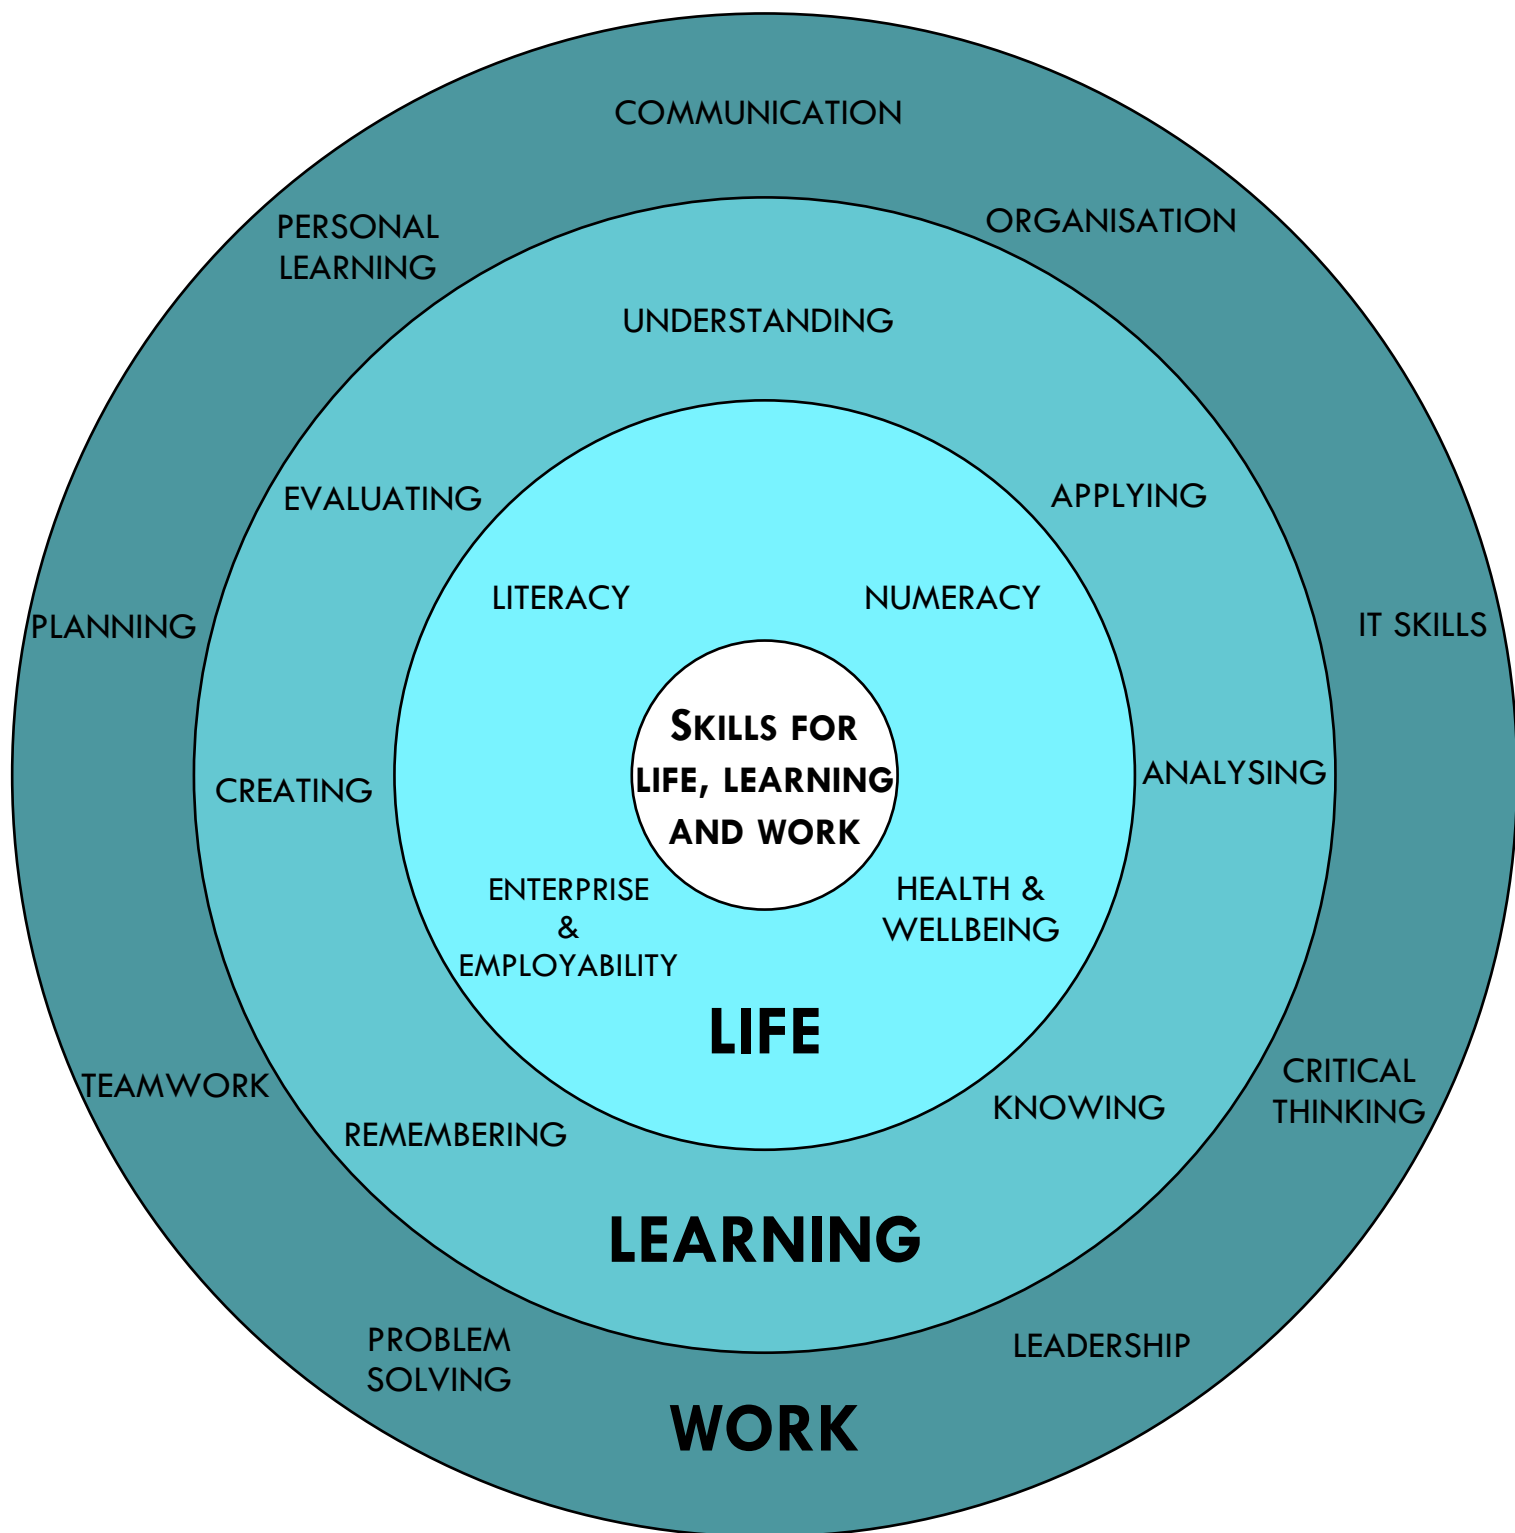 COMMUNICATION
PERSONAL
LEARNING
ORGANISATION
UNDERSTANDING
EVALUATING
APPLYING
LITERACY
NUMERACY
PLANNING
IT SKILLS
SKILLS FOR
LIFE, LEARNING
AND WORK
CREATING
ANALYSING
ENTERPRISE
&
EMPLOYABILITY
HEALTH &
WELLBEING
LIFE
TEAMWORK
CRITICAL
THINKING
REMEMBERING
KNOWING
LEARNING
PROBLEM
SOLVING
LEADERSHIP
WORK